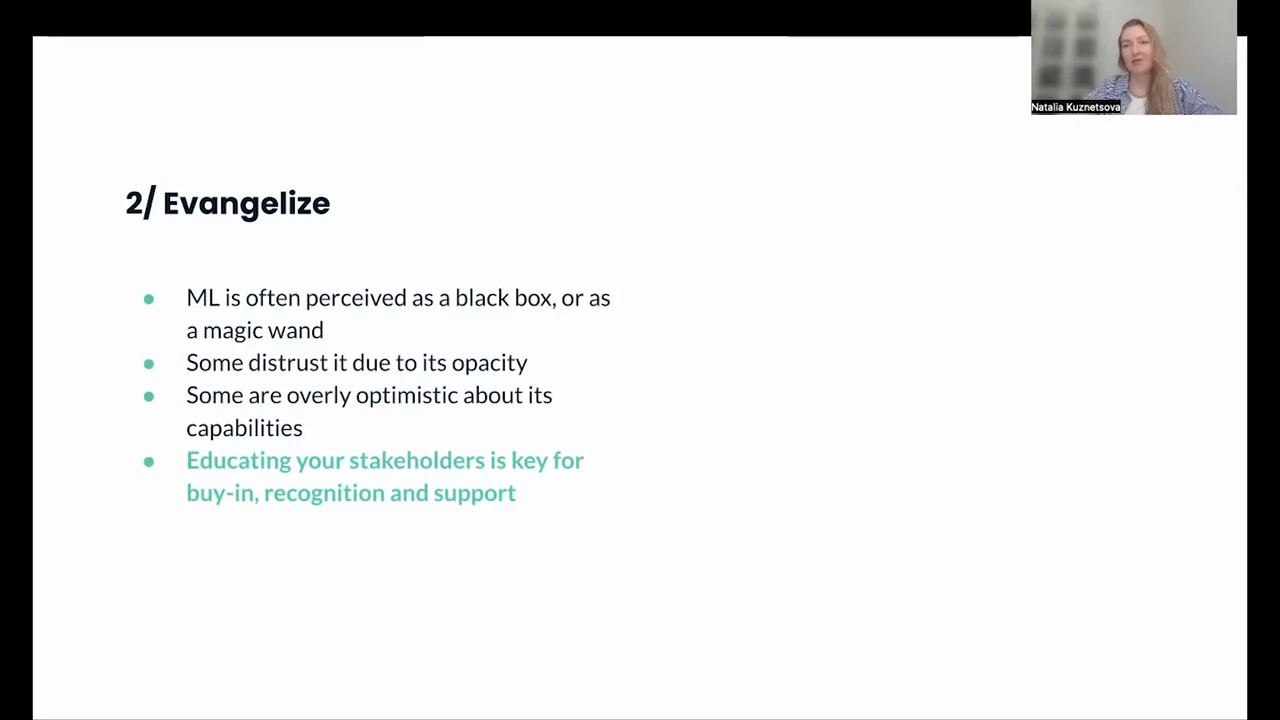 Natalia Kuznetsova
2/ Evangelize
● ML is often perceived as a black box, or as
a magic wand
● Some distrust it due to its opacity
● Some are overly optimistic about its
capabilities
● Educating your stakeholders is key for
buy-in, recognition and support